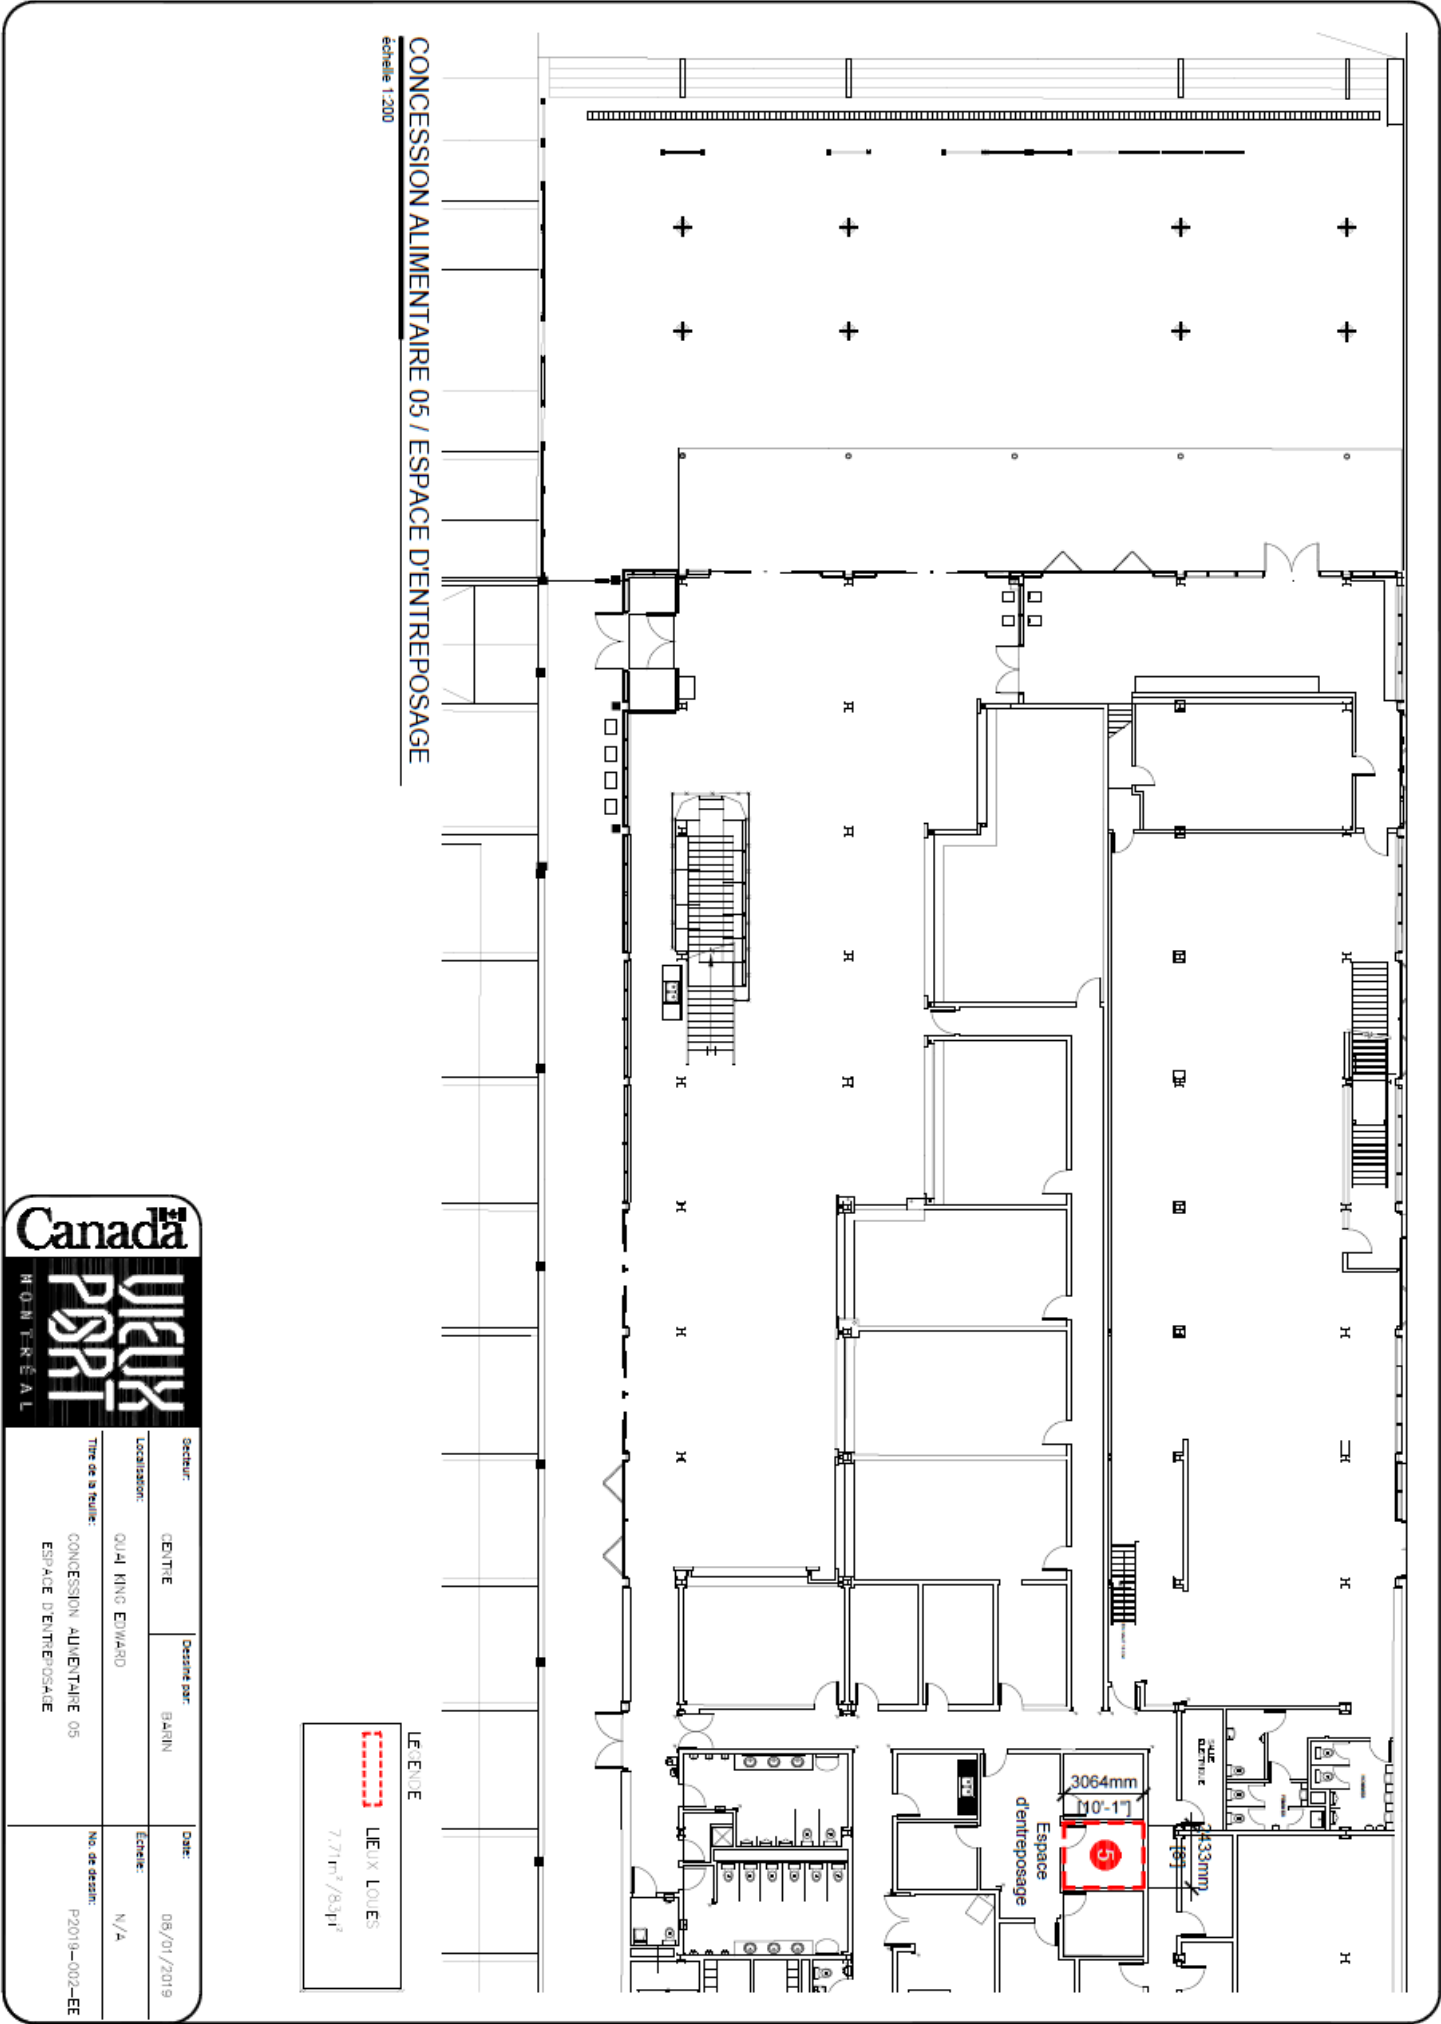 CONCESSION ALIMENTAIRE 05 / ESPACE D'ENTREPOSAGE
échelle 1:200
3064mm
[10'-1"]
2433mm
[8']
5
Espace
d'entreposage
SALLE
LÉGENDE
LIEUX LOUÉS
7.71m²/83pi²
Canada
VIEUX
PORT
MONTRÉAL
Secteur:
CENTRE
Dessiné par:
BARIN
Date:
08/01/2019
Localisation:
QUAI KING EDWARD
Échelle:
N/A
Titre de la feuille:
CONCESSION ALIMENTAIRE 05
ESPACE D'ENTREPOSAGE
No. de dessin:
P2019-002-EE